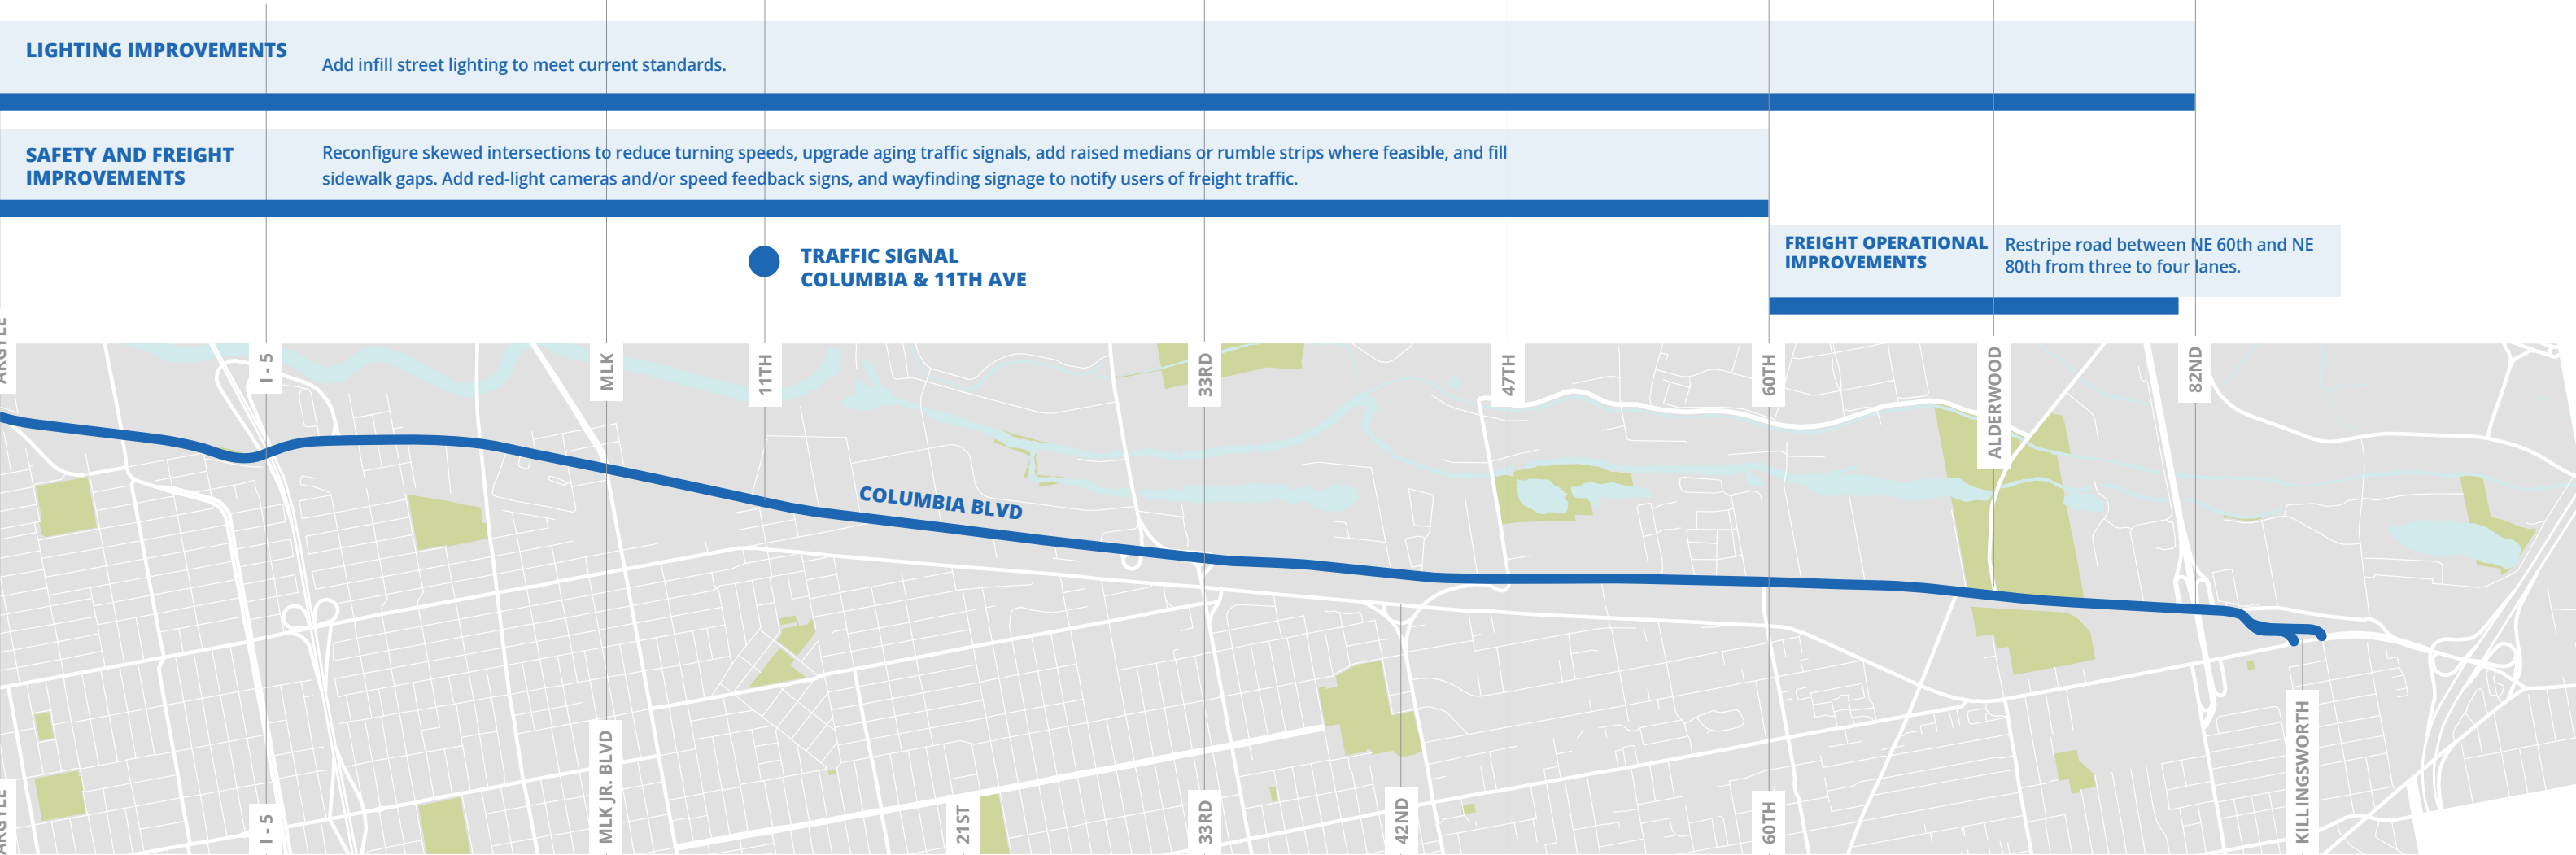 LIGHTING IMPROVEMENTS
Add infill street lighting to meet current standards.
SAFETY AND FREIGHT
IMPROVEMENTS
Reconfigure skewed intersections to reduce turning speeds, upgrade aging traffic signals, add raised medians or rumble strips where feasible, and fill
sidewalk gaps. Add red-light cameras and/or speed feedback signs, and wayfinding signage to notify users of freight traffic.
TRAFFIC SIGNAL
COLUMBIA & 11TH AVE
FREIGHT OPERATIONAL
IMPROVEMENTS
Restripe road between NE 60th and NE
80th from three to four lanes.
ARGYLE
I - 5
MLK
11TH
33RD
47TH
60TH
ALDERWOOD
82ND
COLUMBIA BLVD
ARGYLE
I - 5
MLK JR. BLVD
21ST
33RD
42ND
60TH
KILLINGSWORTH